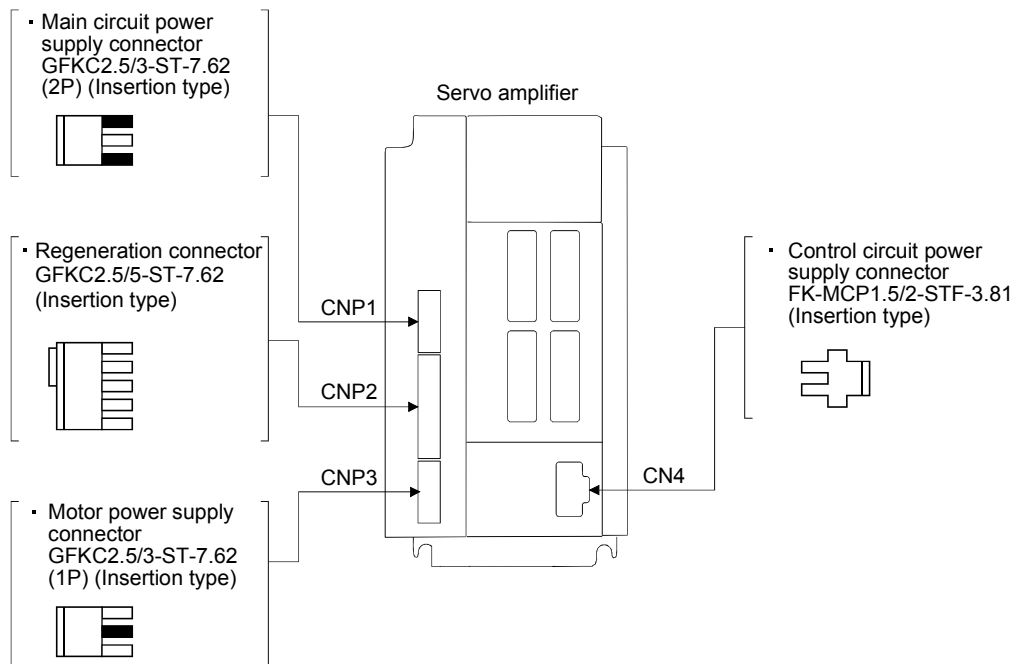 ▪ Main circuit power
supply connector
GFKC2.5/3-ST-7.62
(2P) (Insertion type)
Servo amplifier
▪ Regeneration connector
GFKC2.5/5-ST-7.62
(Insertion type)
▪ Control circuit power
supply connector
FK-MCP1.5/2-STF-3.81
(Insertion type)
CNP1
CNP2
CNP3
CN4
▪ Motor power supply
connector
GFKC2.5/3-ST-7.62
(1P) (Insertion type)